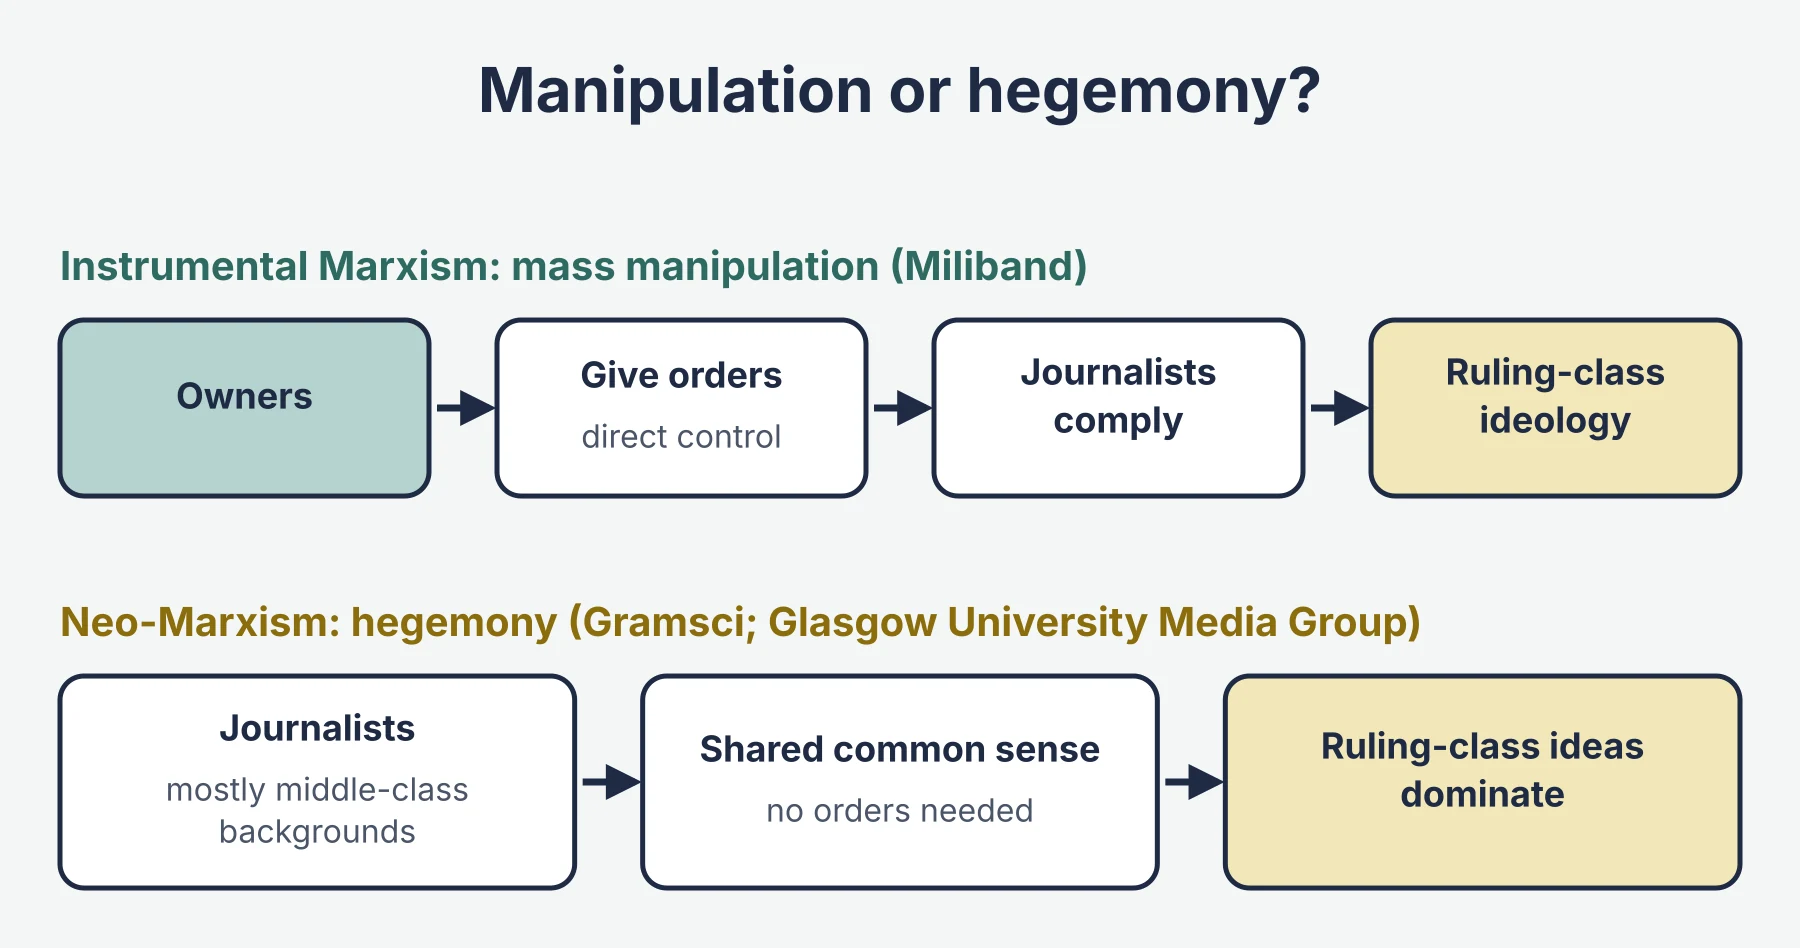 Manipulation or hegemony?
Instrumental Marxism: mass manipulation (Miliband)
Owners
Give orders
direct control
Journalists
comply
Ruling-class
ideology
Neo-Marxism: hegemony (Gramsci; Glasgow University Media Group)
Journalists
mostly middle-class
backgrounds
Shared common sense
no orders needed
Ruling-class ideas
dominate